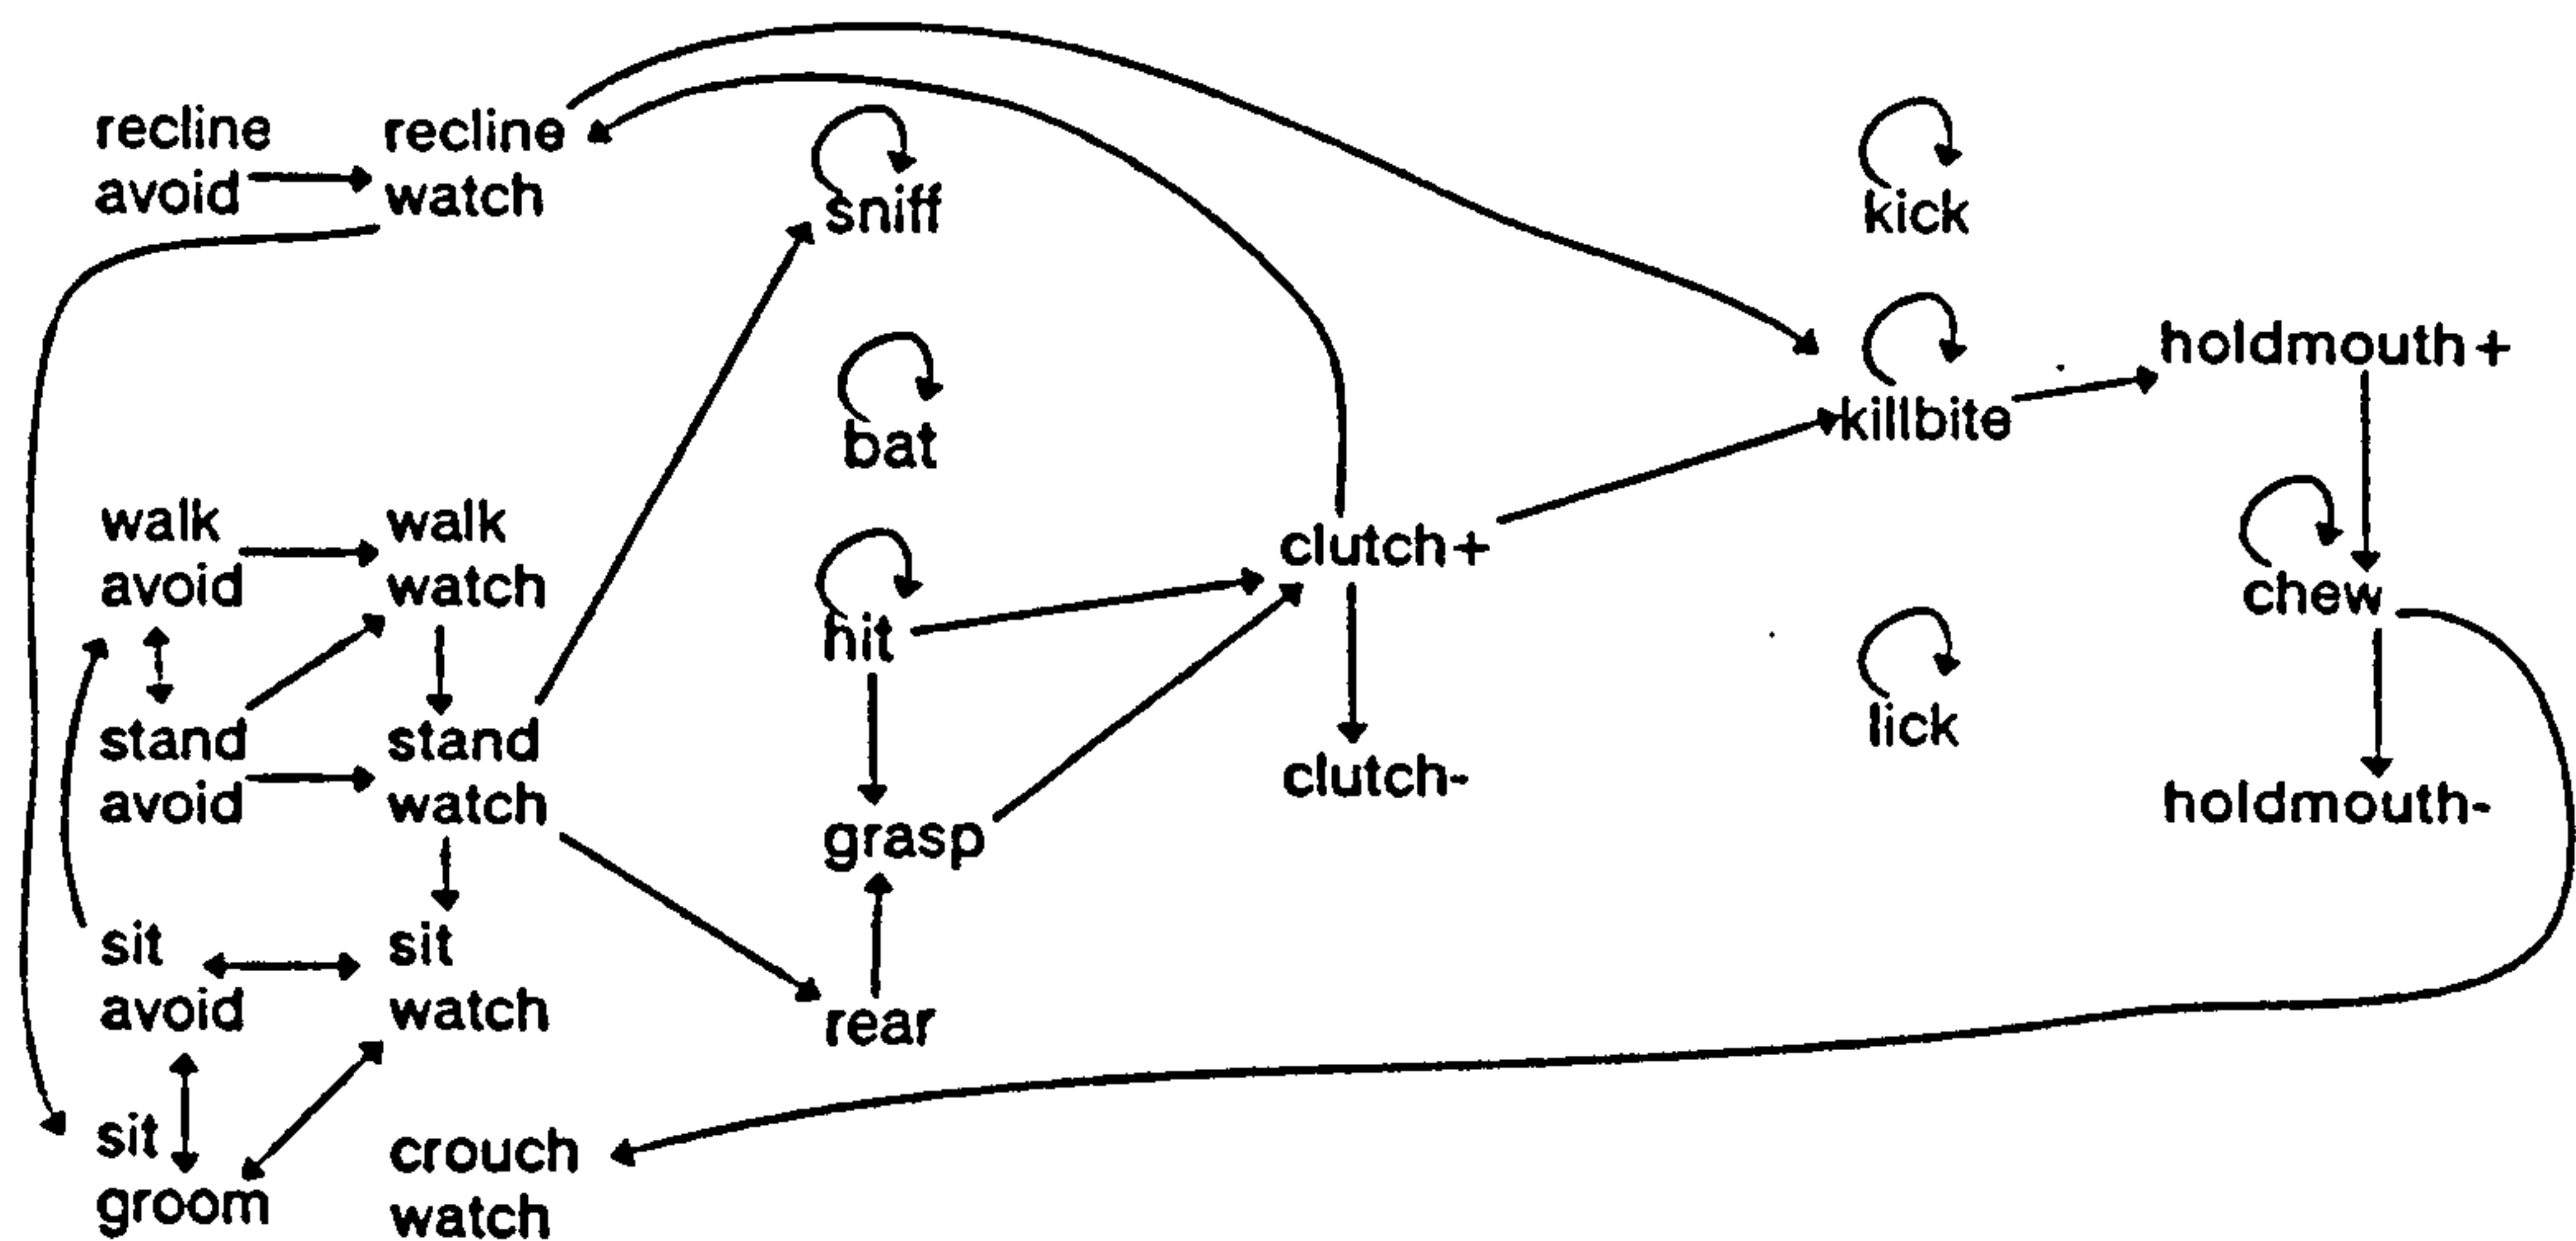 recline
avoid
recline
watch
sniff
kick
bat
killbite
holdmouth+
walk
avoid
walk
watch
hit
clutch+
chew
stand
avoid
stand
watch
grasp
clutch-
lick
holdmouth-
sit
avoid
sit
watch
rear
sit
groom
crouch
watch